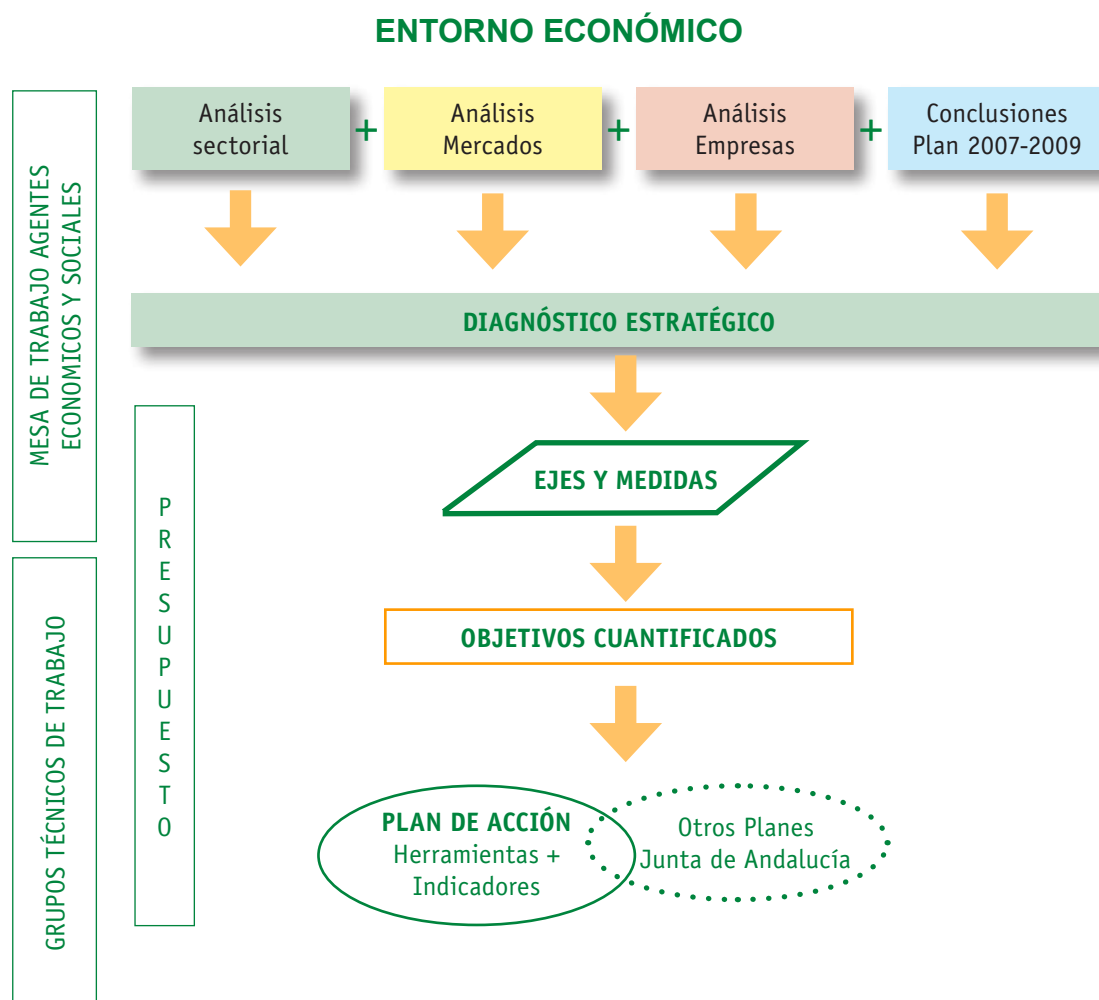 ENTORNO ECONÓMICO
Análisis
sectorial
+
Análisis
Mercados
+
Análisis
Empresas
+
Conclusiones
Plan 2007-2009
MESA DE TRABAJO AGENTES
ECONOMICOS Y SOCIALES
DIAGNÓSTICO ESTRATÉGICO
EJES Y MEDIDAS
PRESUPUESTO
OBJETIVOS CUANTIFICADOS
GRUPOS TÉCNICOS DE TRABAJO
PLAN DE ACCIÓN
Herramientas +
Indicadores
Otros Planes
Junta de Andalucía